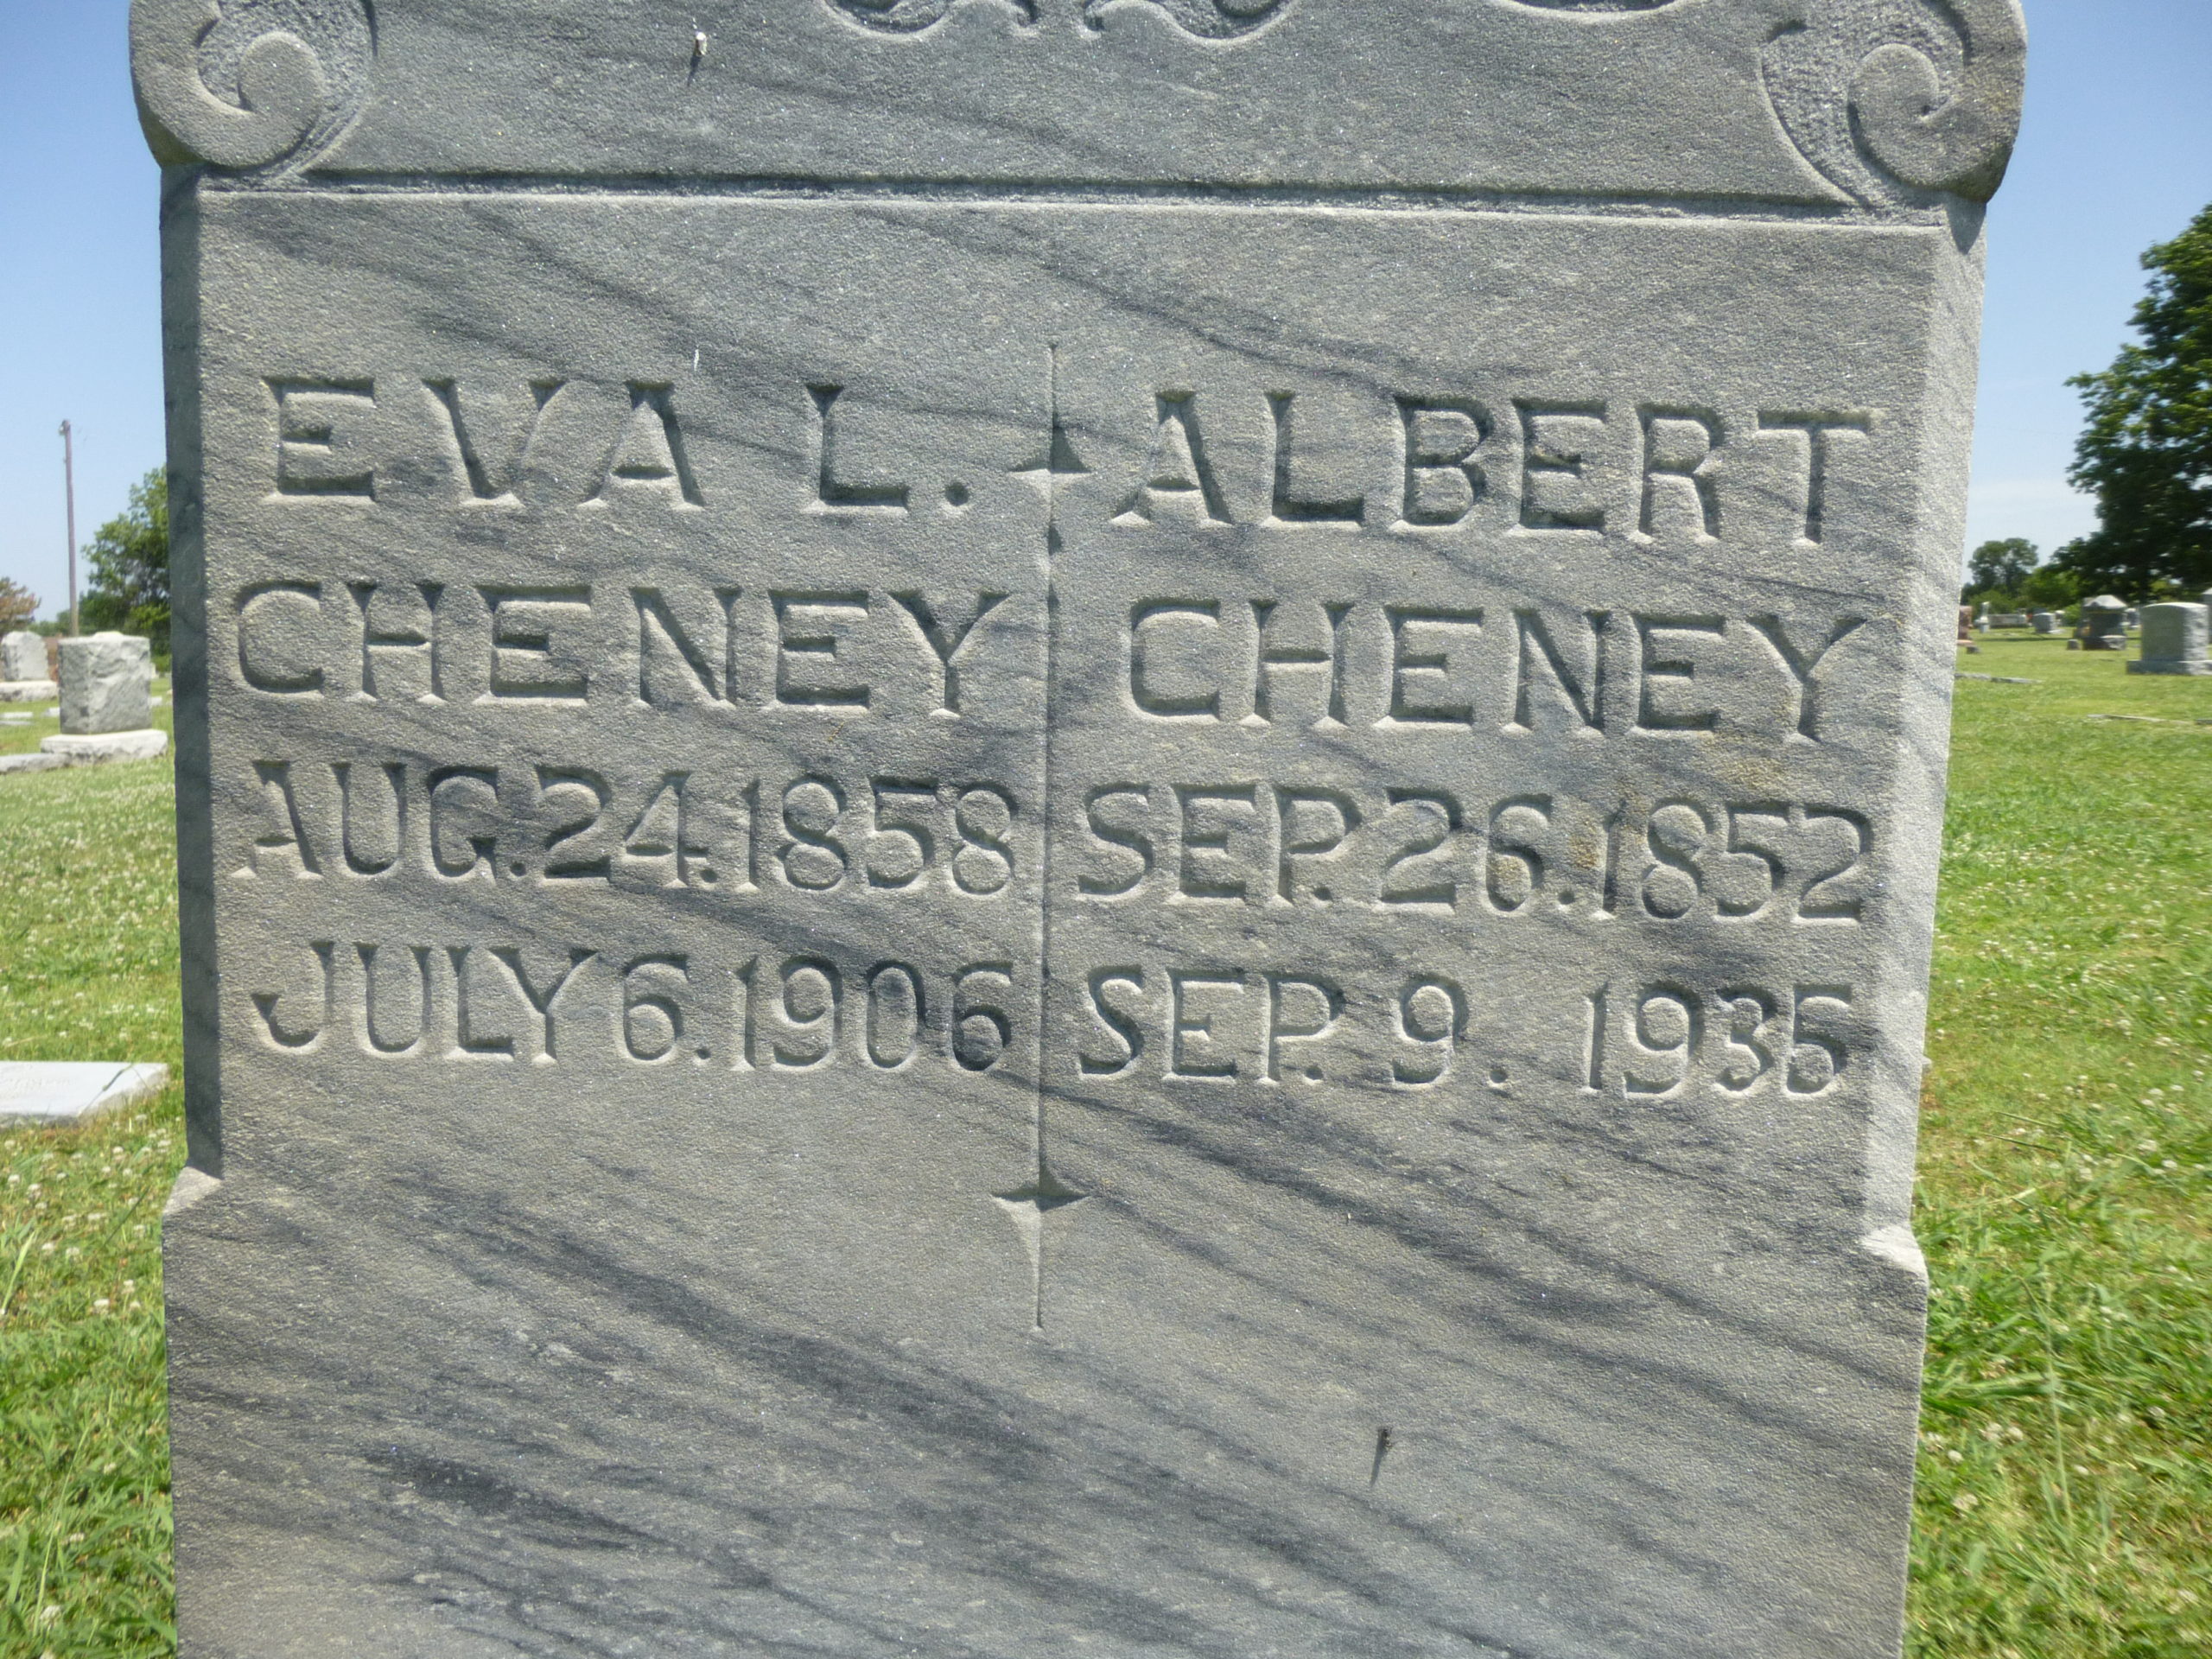 EVA L.
CHENEY
AUG. 24. 1858
JULY 6. 1906
ALBERT
CHENEY
SEP. 26. 1852
SEP. 9. 1935